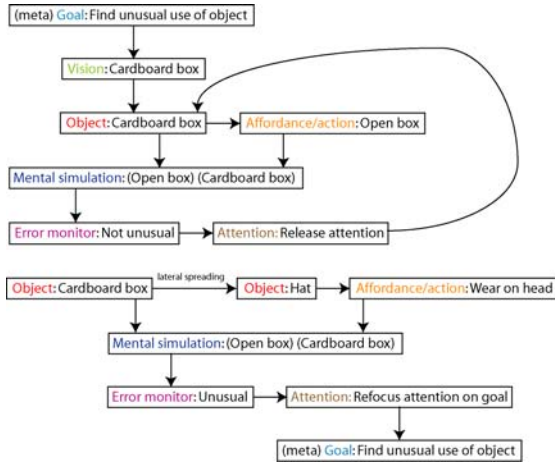 (meta) Goal: Find unusual use of object
Vision: Cardboard box
Object: Cardboard box
Affordance/action: Open box
Mental simulation: (Open box) (Cardboard box)
Error monitor: Not unusual
Attention: Release attention
Object: Cardboard box
lateral spreading
Object: Hat
Affordance/action: Wear on head
Mental simulation: (Open box) (Cardboard box)
Error monitor: Unusual
Attention: Refocus attention on goal
(meta) Goal: Find unusual use of object